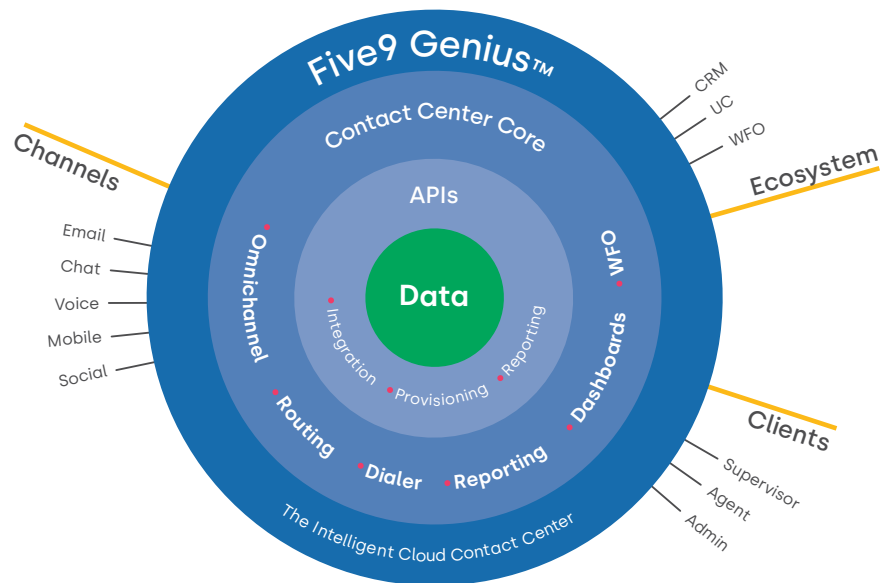 Five9 Genius™
Contact Center Core
APIs
Data
Integration
Provisioning
Reporting
Omnichannel
Routing
Dialer
Reporting
Dashboards
WFO
The Intelligent Cloud Contact Center
Channels
Email
Chat
Voice
Mobile
Social
CRM
UC
WFO
Ecosystem
Clients
Supervisor
Agent
Admin